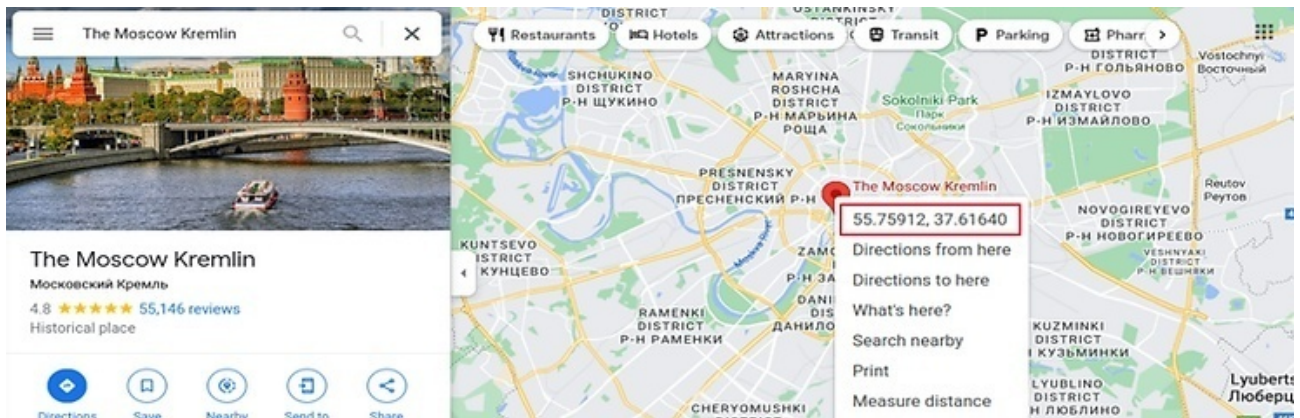 The Moscow Kremlin
The Moscow Kremlin
Московский Кремль
4.8 55,146 reviews
Historical place
Directions
Save
Nearby
Send to
Share
DISTRICT
Restaurants
Hotels
Attractions
Transit
Parking
SHCHUKINO
DISTRICT
Р-Н ЩУКИНО
MARYINA
ROSHCHA
DISTRICT
Р-Н МАРЬИНА
РОЩА
Sokolniki Park
Парк
Сокольники
DISTRICT
Р-Н ГОЛЬЯНОВО
Vostochnyi
Восточный
IZMAYLOVO
DISTRICT
Р-Н ИЗМАЙЛОВО
PRESNENSKY
DISTRICT
ПРЕСНЕНСКИЙ Р-Н
The Moscow Kremlin
55.75912, 37.61640
Directions from here
Directions to here
What's here?
Search nearby
Print
Measure distance
Reutov
Реутов
NOVOGIREYEVO
DISTRICT
Р-Н НОВОГИРЕЕВО
VESHNYAKI
DISTRICT
Р-Н ВЕШНЯКИ
KUNTSEVO
КУНЦЕВО
Moskva River
RAMENKI
DISTRICT
Р-Н РАМЕНКИ
KUZMINKI
DISTRICT
КУЗЬМИНКИ
LYUBLINO
DISTRICT
Н ЛЮБЛИНО
CHERYOMUSHKI